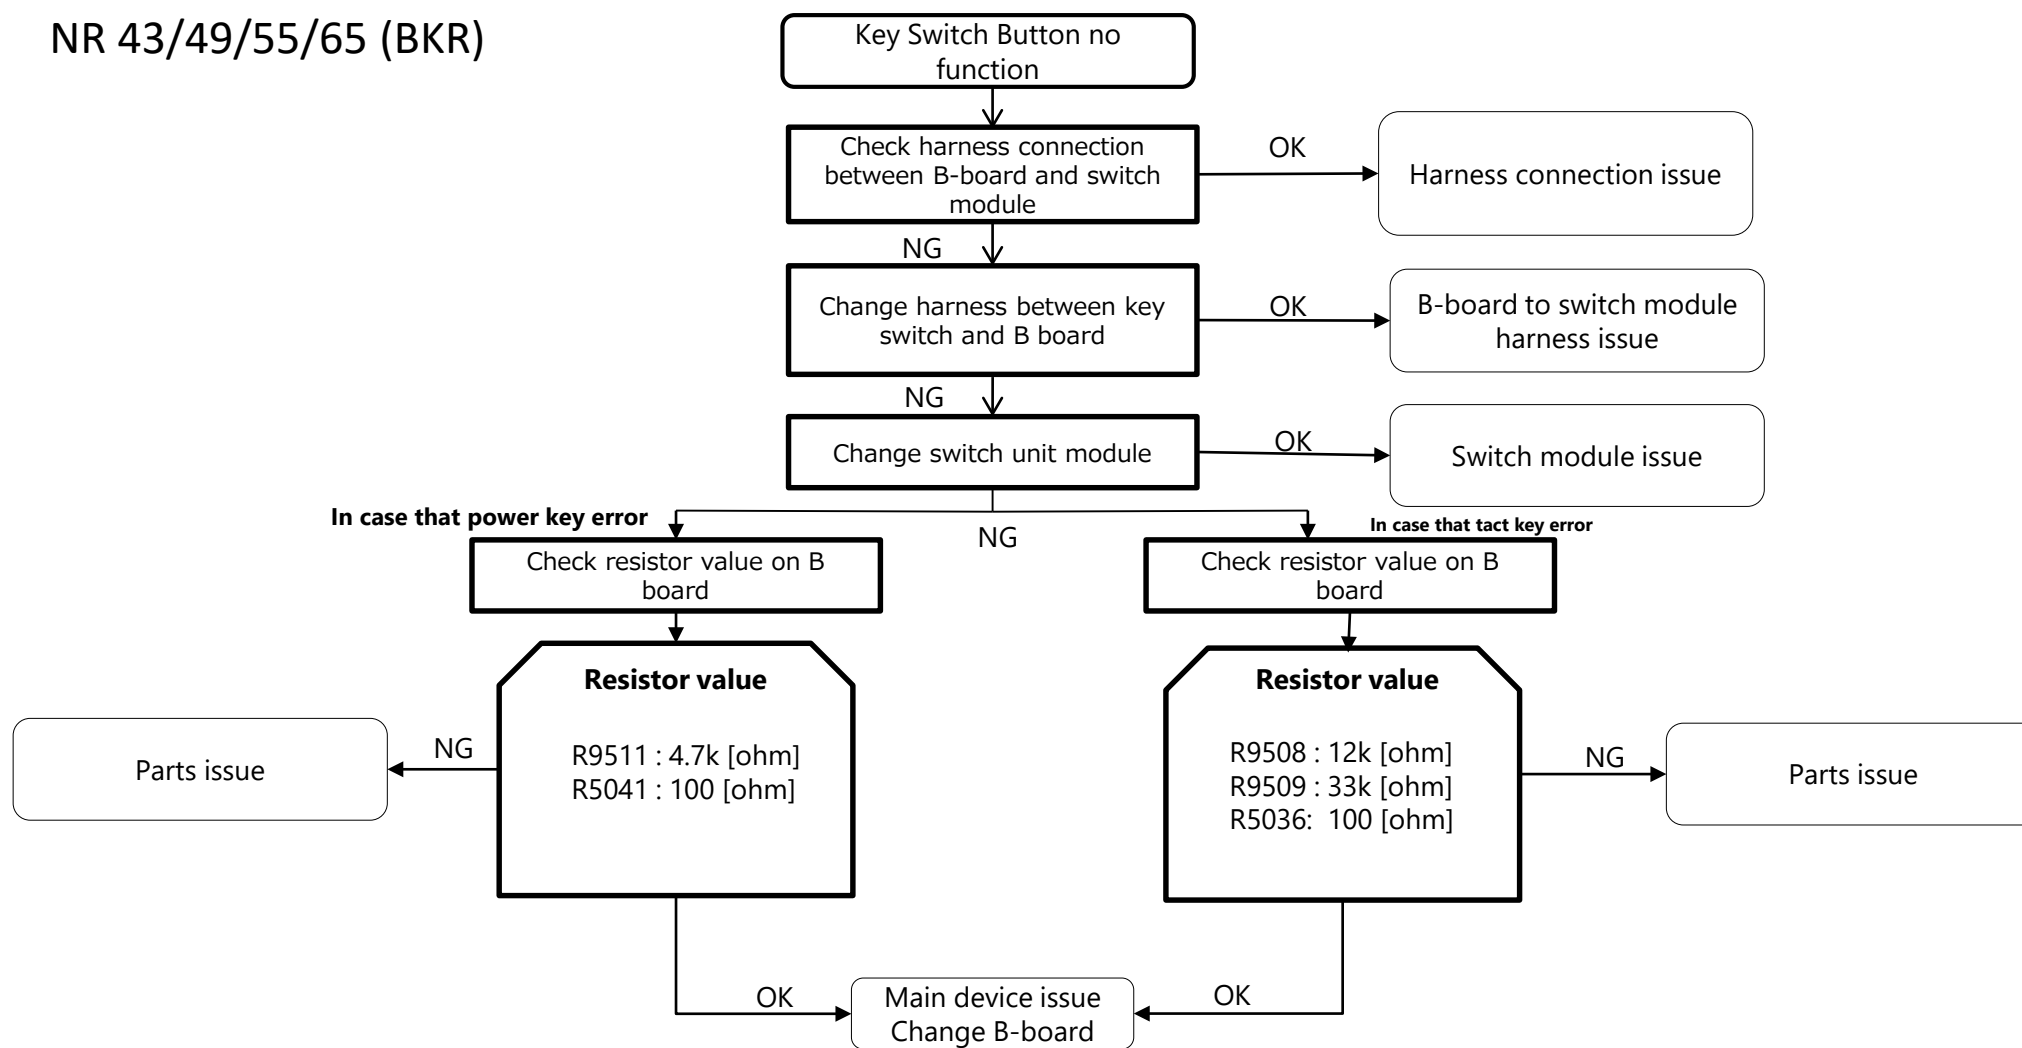 NR 43/49/55/65 (BKR)
Key Switch Button no
function
Check harness connection
between B-board and switch
module
OK
Harness connection issue
NG
Change harness between key
switch and B board
OK
B-board to switch module
harness issue
NG
Change switch unit module
OK
Switch module issue
In case that power key error
NG
In case that tact key error
Check resistor value on B
board
Check resistor value on B
board
Resistor value
R9511 : 4.7k [ohm]
R5041 : 100 [ohm]
NG
Parts issue
Resistor value
R9508 : 12k [ohm]
R9509 : 33k [ohm]
R5036:  100 [ohm]
NG
Parts issue
OK
Main device issue
Change B-board
OK